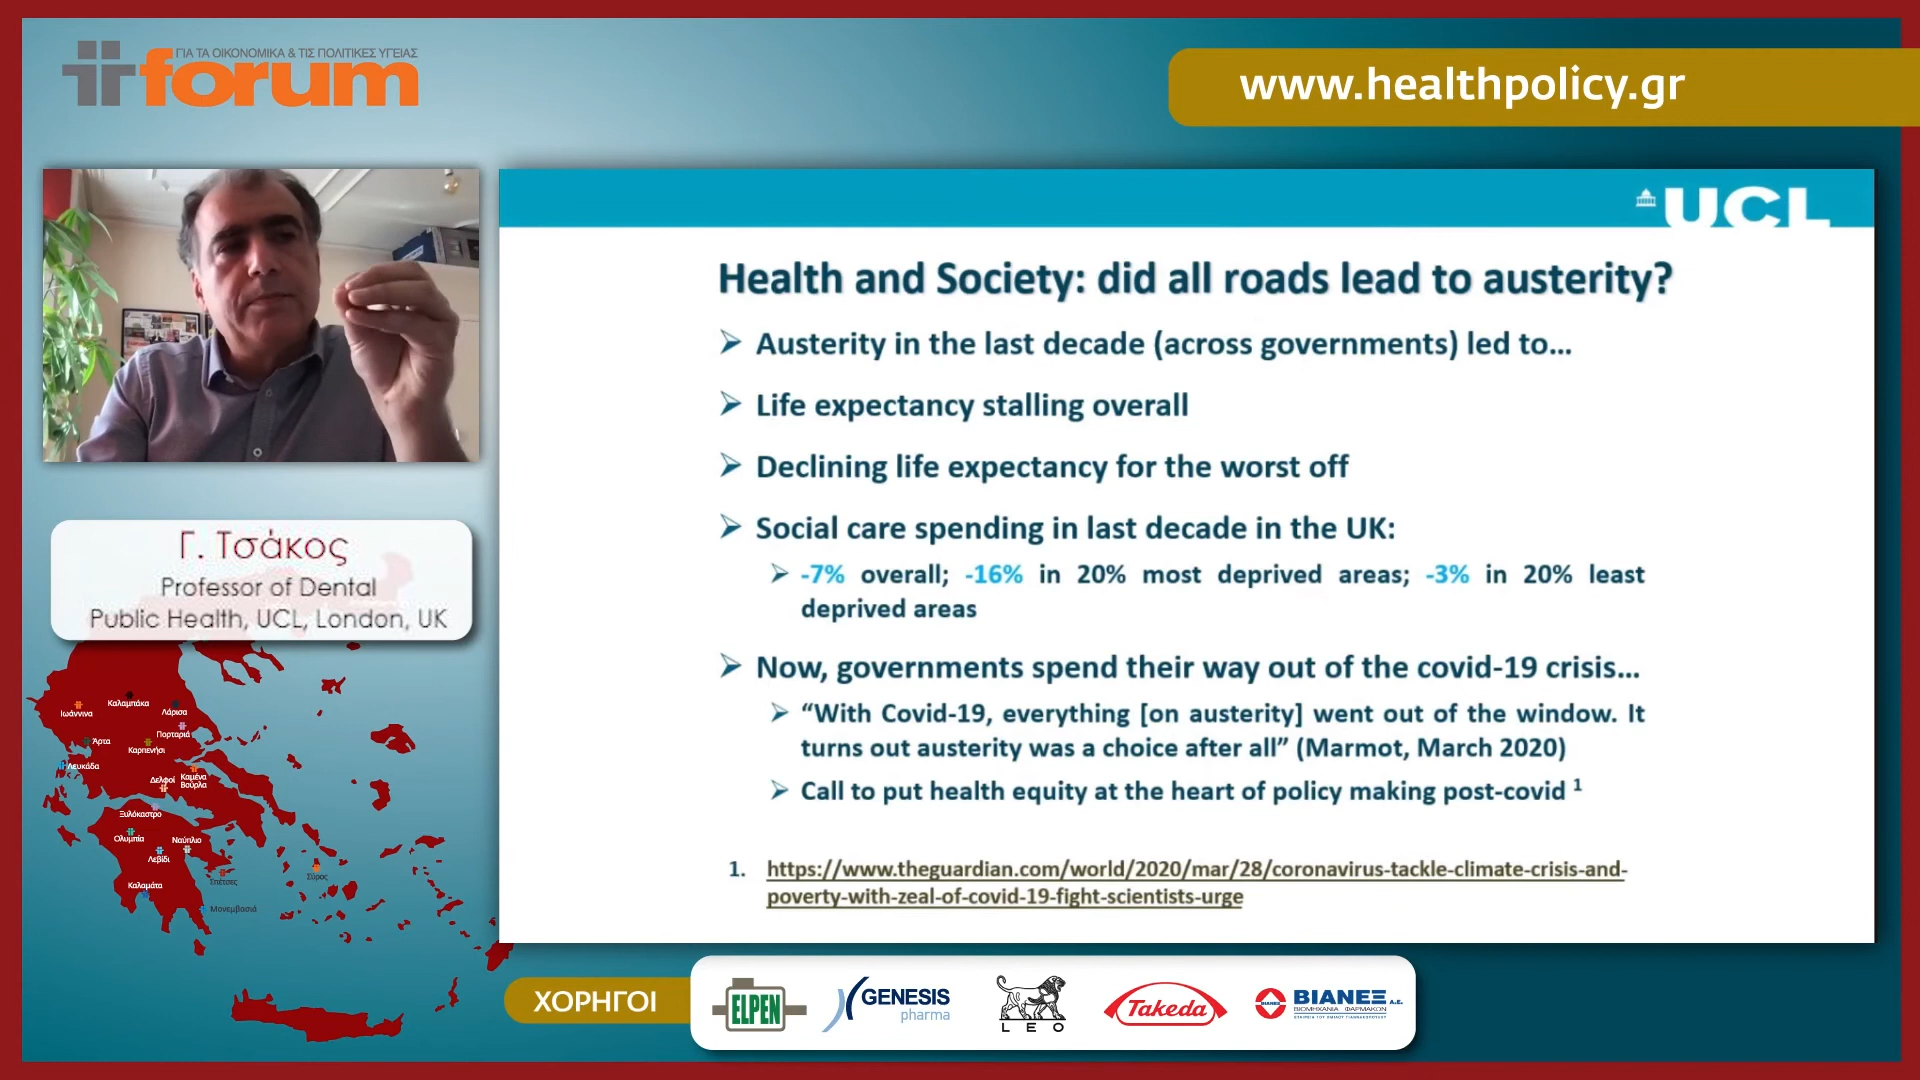 ΓΙΑ ΤΑ ΟΙΚΟΝΟΜΙΚΑ & ΤΙΣ ΠΟΛΙΤΙΚΕΣ ΥΓΕΙΑΣ
forum
www.healthpolicy.gr
UCL
Γ. Τσάκος
Professor of Dental
Public Health, UCL, London, UK
Health and Society: did all roads lead to austerity?
➢ Austerity in the last decade (across governments) led to...
➢ Life expectancy stalling overall
➢ Declining life expectancy for the worst off
➢ Social care spending in last decade in the UK:
➢ -7% overall; -16% in 20% most deprived areas; -3% in 20% least
deprived areas
➢ Now, governments spend their way out of the covid-19 crisis...
➢ “With Covid-19, everything [on austerity] went out of the window. It
turns out austerity was a choice after all” (Marmot, March 2020)
➢ Call to put health equity at the heart of policy making post-covid ¹
1. https://www.theguardian.com/world/2020/mar/28/coronavirus-tackle-climate-crisis-and-
poverty-with-zeal-of-covid-19-fight-scientists-urge
Καλαμπάκα
Ιωάννινα
Λάρισα
Πορταριά
Άρτα
Καρπενήσι
Λευκάδα
Δελφοί
Καμένα
Βούρλα
Ξυλόκαστρο
Ολυμπία
Ναύπλιο
Λεβίδι
Σπέτσες
Σύρος
Καλαμάτα
Μονεμβασιά
ΧΟΡΗΓΟΙ
ELPEN
GENESIS
pharma
LEO
Takeda
ΒΙΑΝΕΞ Α.Ε.
ΒΙΟΜΗΧΑΝΙΑ ΦΑΡΜΑΚΩΝ